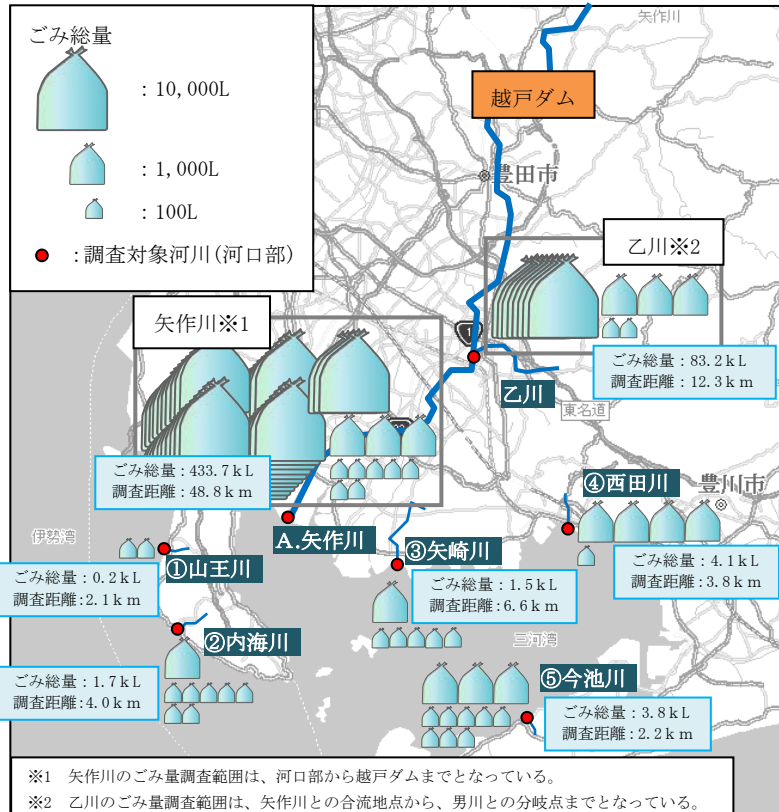 ごみ総量
: 10,000L
: 1,000L
: 100L
: 調査対象河川(河口部)
矢作川
越戸ダム
豊田市
乙川※2
ごみ総量：83.2kL
調査距離：12.3km
矢作川※1
1
乙川
東名道
ごみ総量：433.7kL
調査距離：48.8km
④西田川
豊川市
伊勢湾
A.矢作川
③矢崎川
ごみ総量：4.1kL
調査距離：3.8km
①山王川
ごみ総量：0.2kL
調査距離:2.1km
ごみ総量：1.5kL
調査距離：6.6km
②内海川
三河湾
⑤今池川
ごみ総量：1.7kL
調査距離:4.0km
ごみ総量：3.8kL
調査距離：2.2km
※1　矢作川のごみ量調査範囲は、河口部から越戸ダムまでとなっている。
※2　乙川のごみ量調査範囲は、矢作川との合流地点から、男川との分岐点までとなっている。